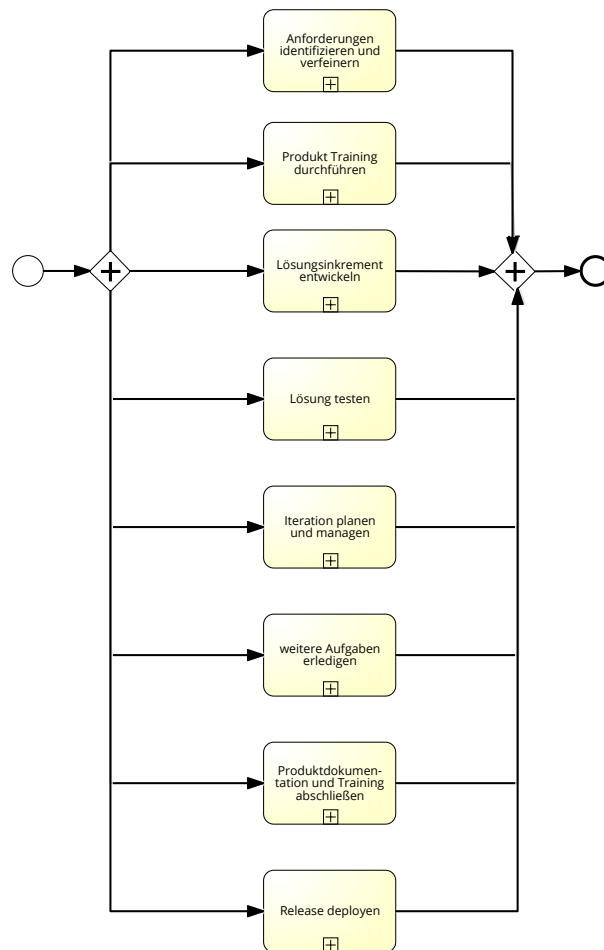 Anforderungen
identifizieren und
verfeinern
Produkt Training
durchführen
Lösungsinkrement
entwickeln
Lösung testen
Iteration planen
und managen
weitere Aufgaben
erledigen
Produktdokumen-
tation und Training
abschließen
Release deployen